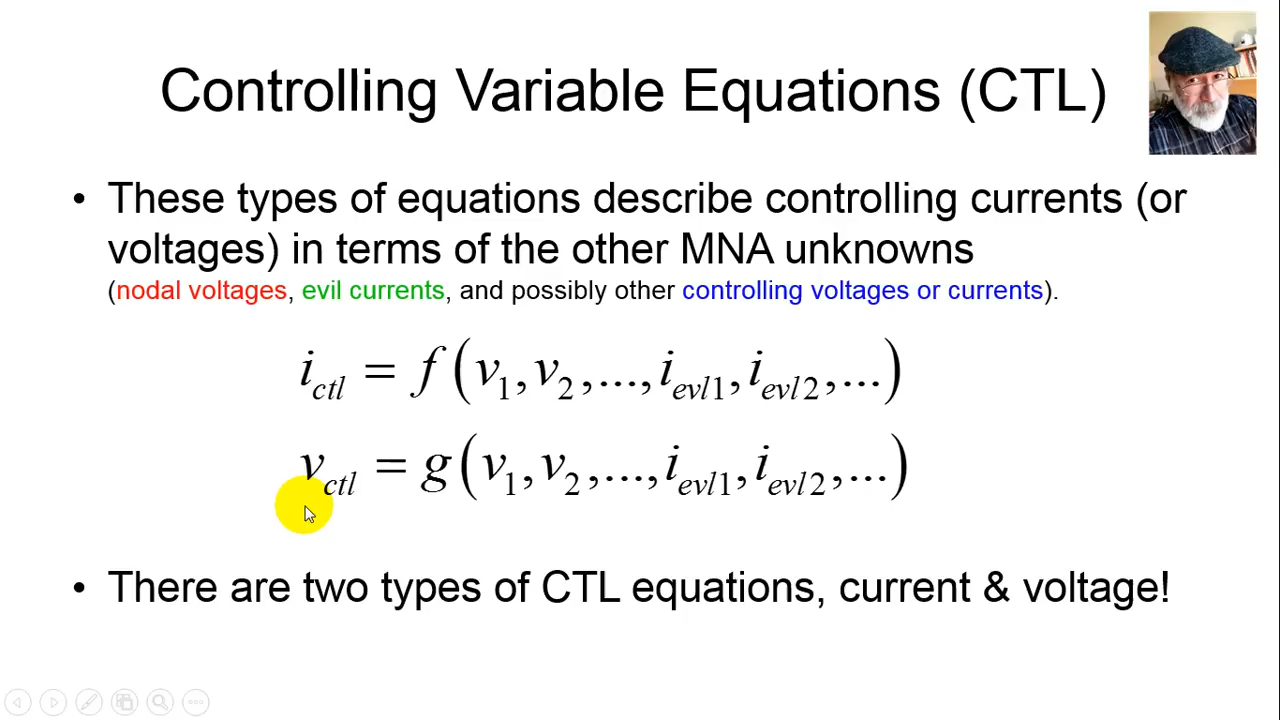 Controlling Variable Equations (CTL)
• These types of equations describe controlling currents (or
voltages) in terms of the other MNA unknowns
(nodal voltages, evil currents, and possibly other controlling voltages or currents).
i_ctl = f(v_1, v_2, ..., i_evl1, i_evl2, ...)
v_ctl = g(v_1, v_2, ..., i_evl1, i_evl2, ...)
• There are two types of CTL equations, current & voltage!